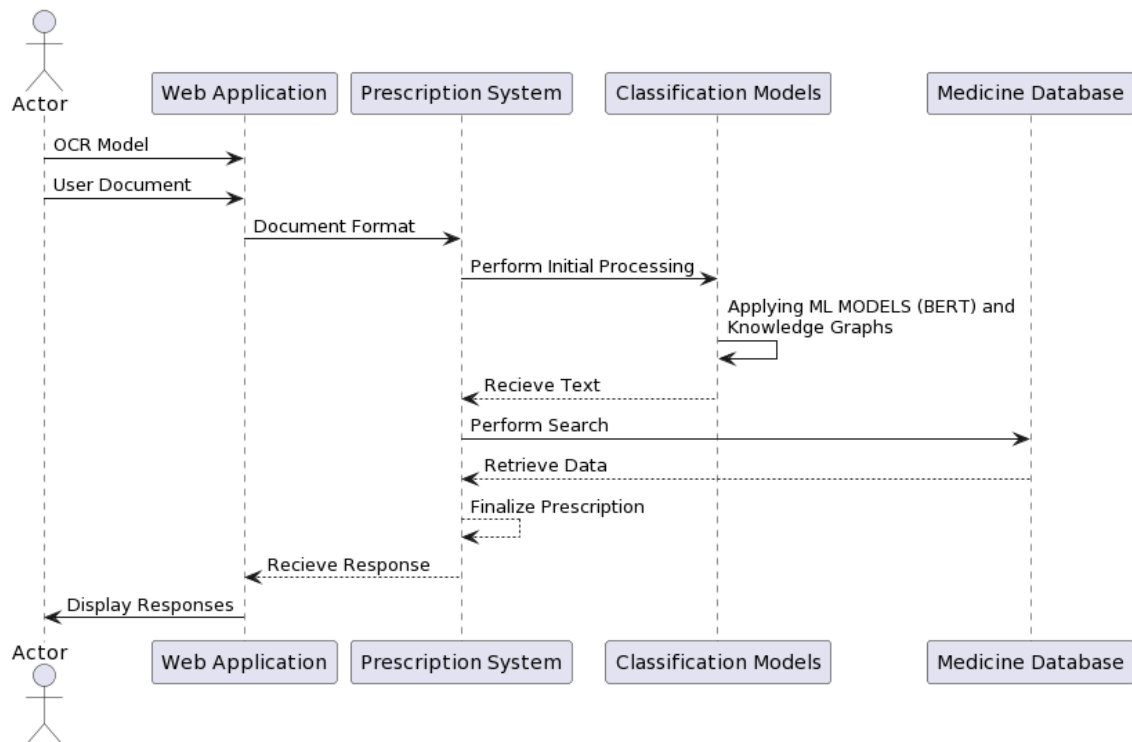 Actor
Web Application
Prescription System
Classification Models
Medicine Database
OCR Model
User Document
Document Format
Perform Initial Processing
Applying ML MODELS (BERT) and
Knowledge Graphs
Recieve Text
Perform Search
Retrieve Data
Finalize Prescription
Recieve Response
Display Responses
Actor
Web Application
Prescription System
Classification Models
Medicine Database